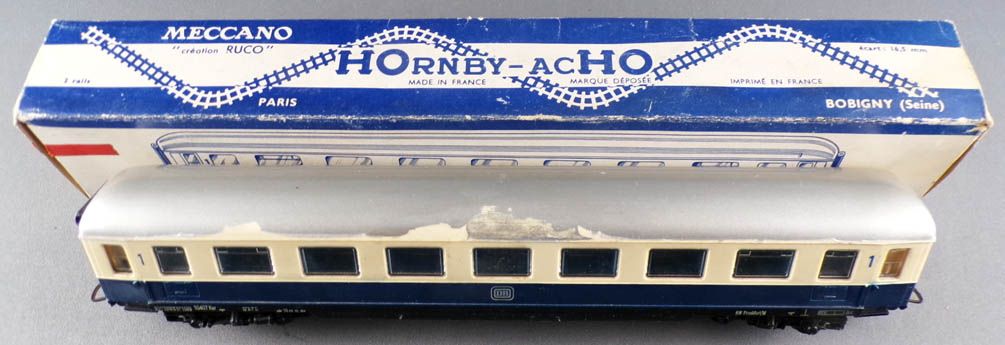 MECCANO
"création RUCO"
HORNBY-acHO
écart: 16,5 mm
2 rails
MADE IN FRANCE
MARQUE DÉPOSÉE
IMPRIMÉ EN FRANCE
PARIS
BOBIGNY (Seine)
1
1
DB